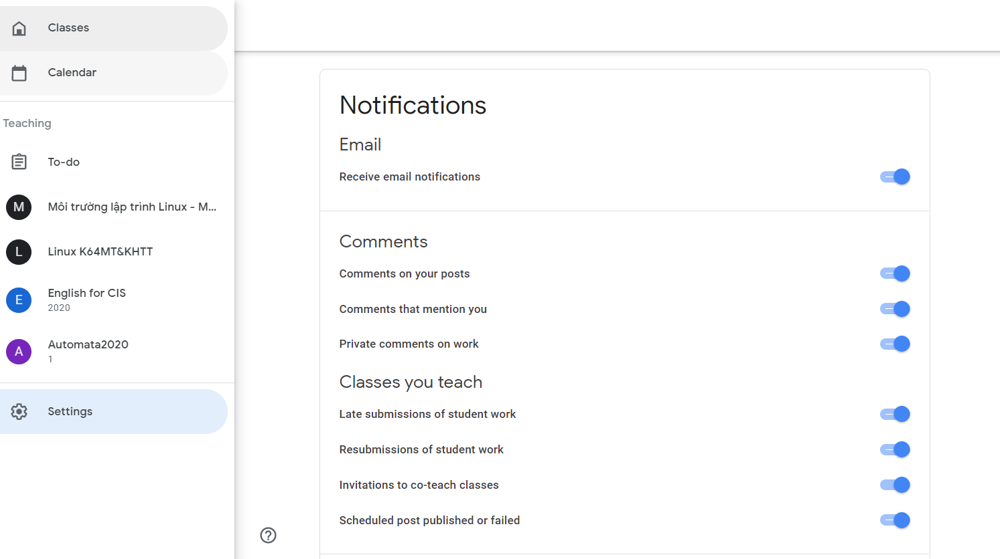 Classes
Calendar
Teaching
To-do
M
Môi trường lập trình Linux - M...
L
Linux K64MT&KHTT
E
English for CIS
2020
A
Automata2020
1
Settings
Notifications
Email
Receive email notifications
Comments
Comments on your posts
Comments that mention you
Private comments on work
Classes you teach
Late submissions of student work
Resubmissions of student work
Invitations to co-teach classes
Scheduled post published or failed
?